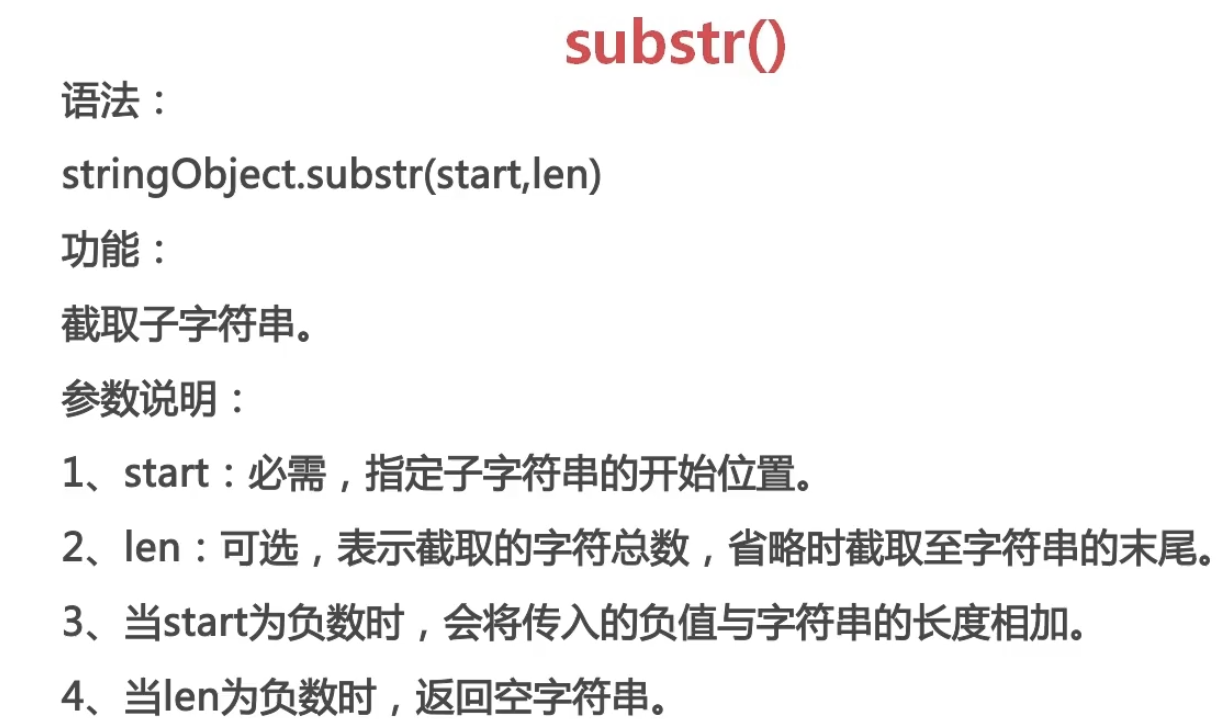 substr()
语法：
stringObject.substr(start,len)
功能：
截取子字符串。
参数说明：
1、start：必需，指定子字符串的开始位置。
2、len：可选，表示截取的字符总数，省略时截取至字符串的末尾。
3、当start为负数时，会将传入的负值与字符串的长度相加。
4、当len为负数时，返回空字符串。